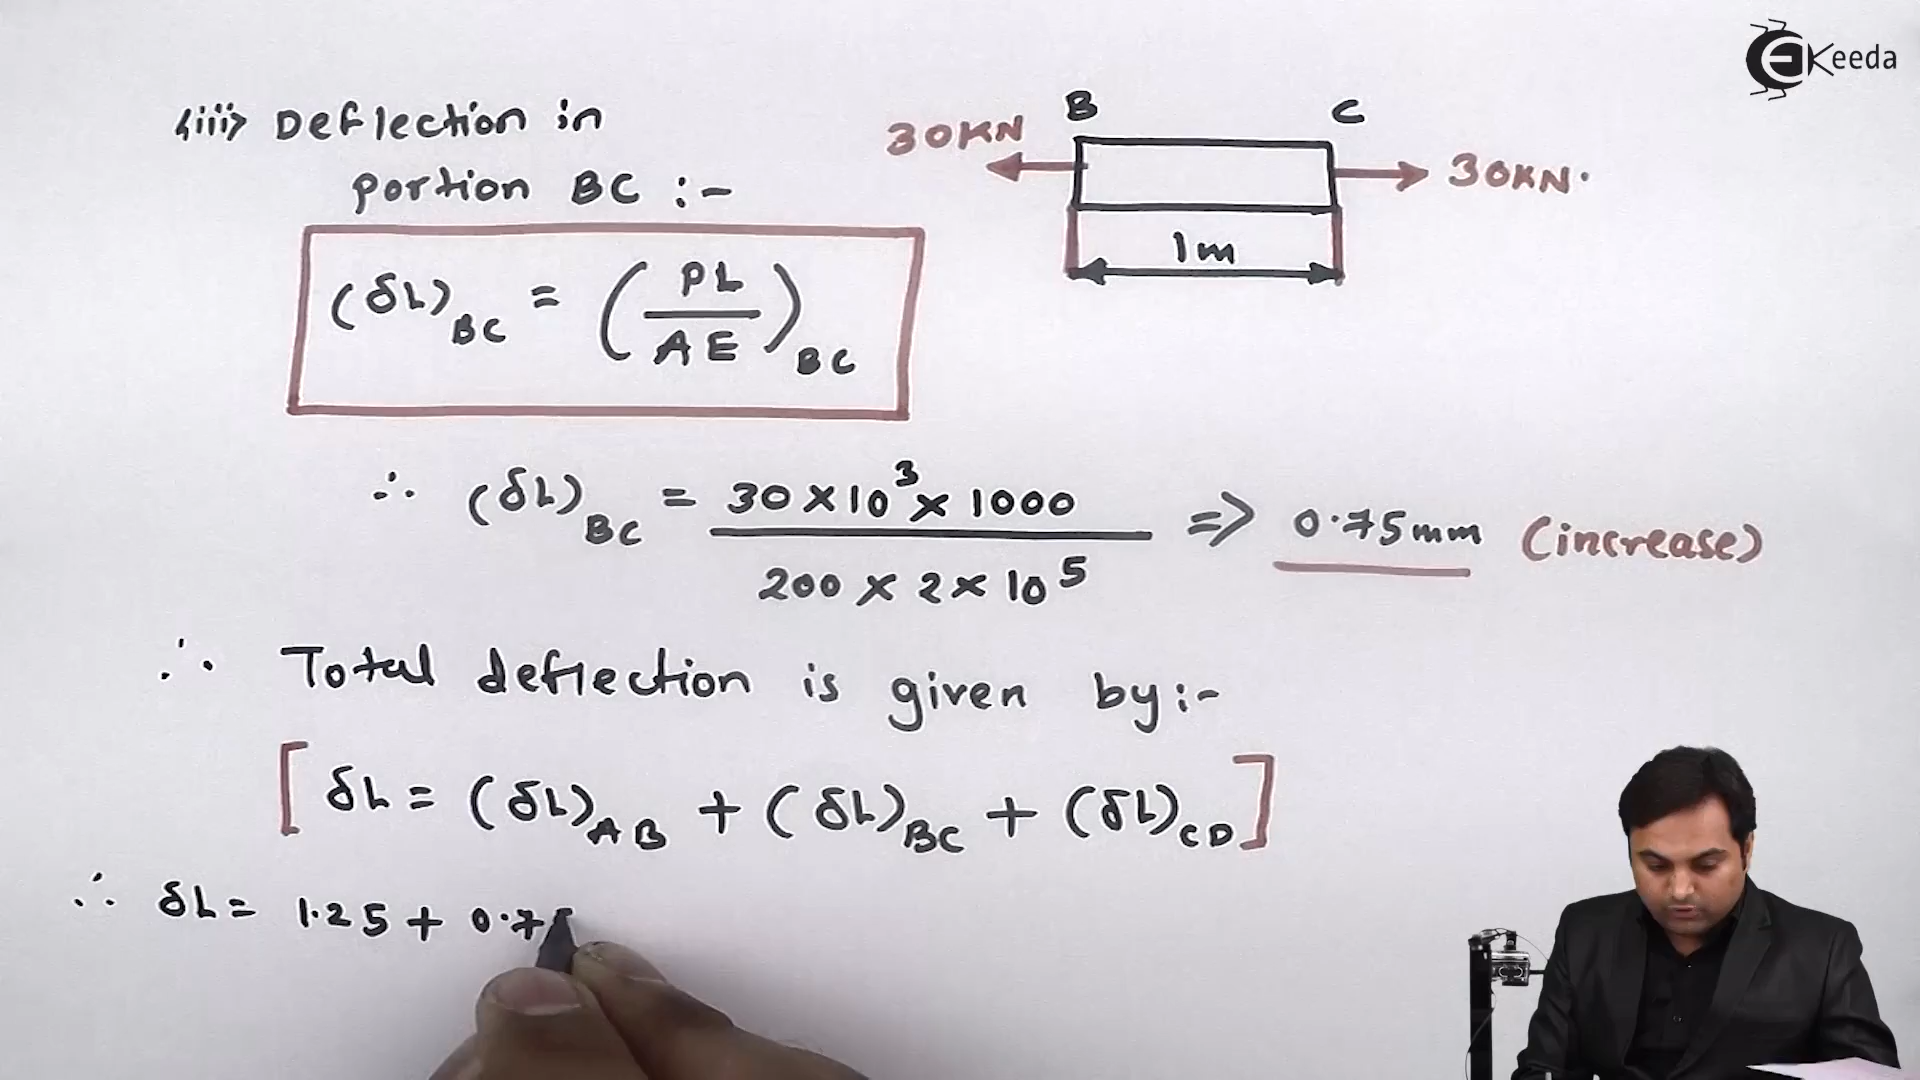 Keeda
(iii) Deflection in
portion BC :-
B C
30KN 30KN.
1m
(δL)BC = (PL/AE)BC
∴ (δL)BC = 30×10³×1000 / 200×2×10⁵ => 0.75mm (increase)
∴ Total deflection is given by:-
[δL = (δL)AB + (δL)BC + (δL)CD]
∴ δL = 1.25 + 0.75